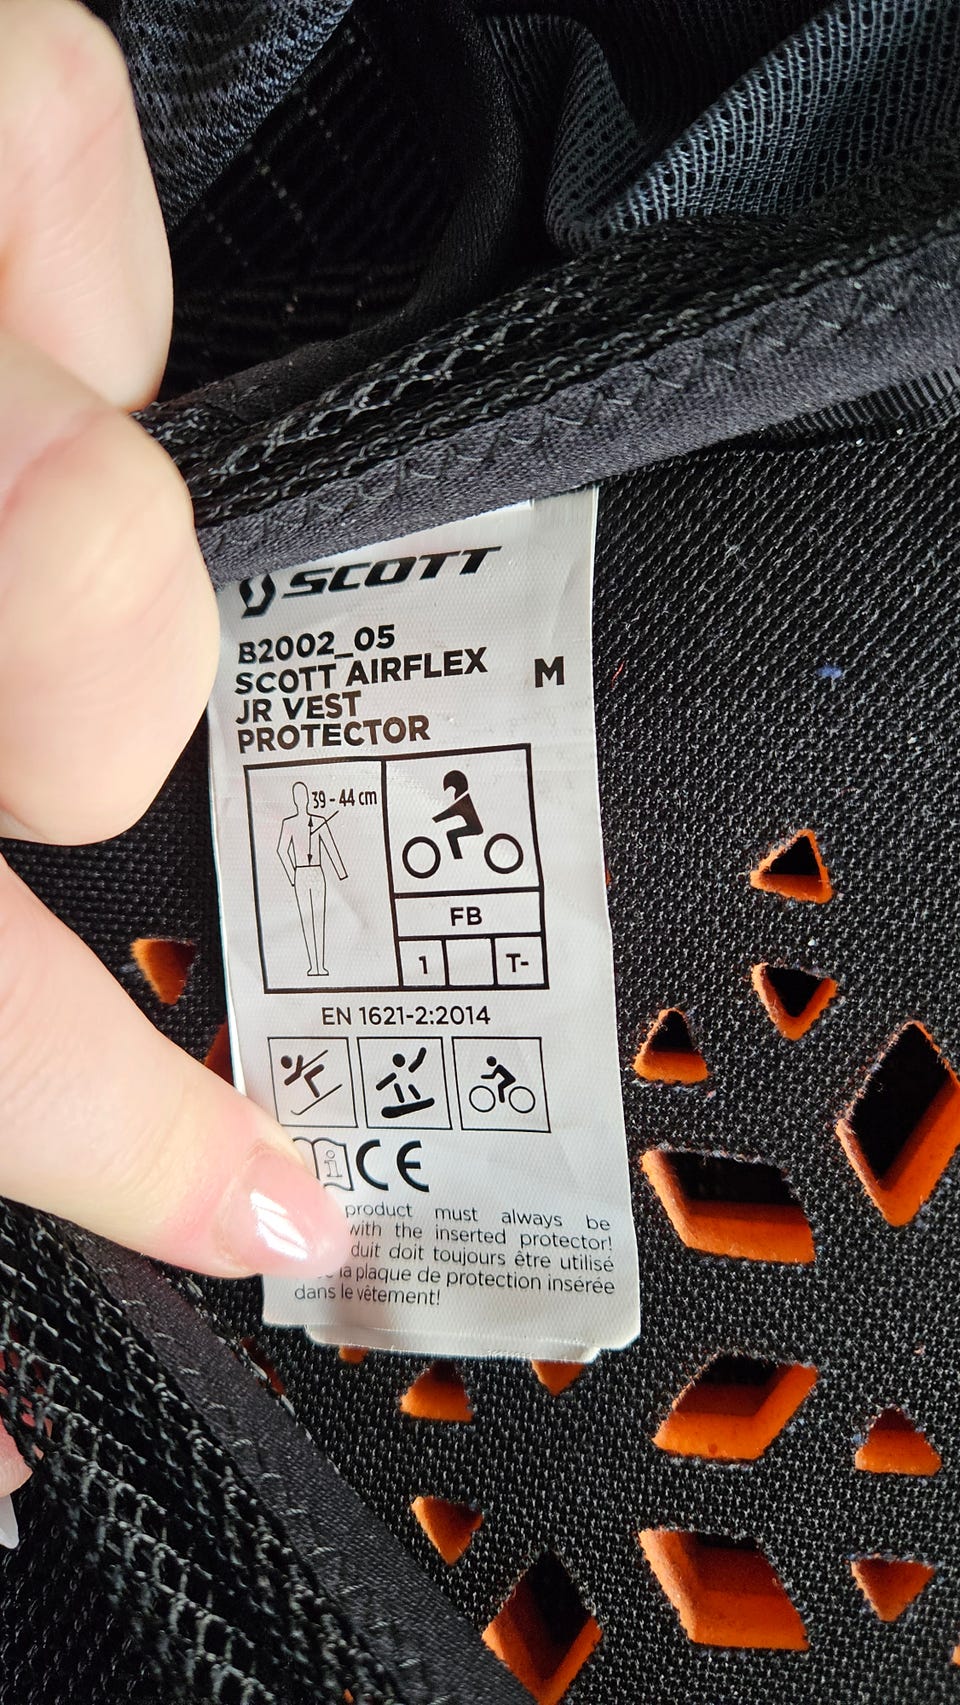 SCOTT
B2002_05
SCOTT AIRFLEX
JR VEST
PROTECTOR
M
39 - 44 cm
FB
1 T-
EN 1621-2:2014
i
CE
product must always be
with the inserted protector!
duit doit toujours être utilisé
la plaque de protection insérée
dans le vêtement!